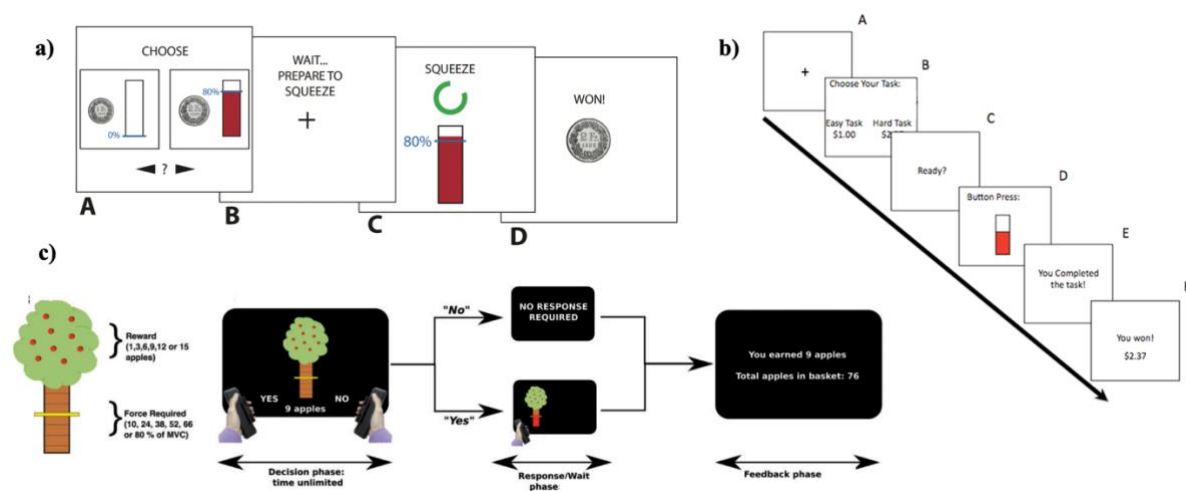 a)
CHOOSE
0%
80%
?
A
WAIT...
PREPARE TO
SQUEEZE
+
B
SQUEEZE
80%
C
WON!
2 Fr.
D
b)
A
+
B
Choose Your Task:
Easy Task Hard Task
$1.00
C
Ready?
D
Button Press:
E
You Completed
the task!
You won!
$2.37
c)
Reward
(1,3,6,9,12 or 15
apples)
Force Required
(10, 24, 38, 52, 66
or 80 % of MVC)
YES NO
9 apples
Decision phase:
time unlimited
"No"
NO RESPONSE
REQUIRED
"Yes"
Response/Wait
phase
You earned 9 apples
Total apples in basket: 76
Feedback phase